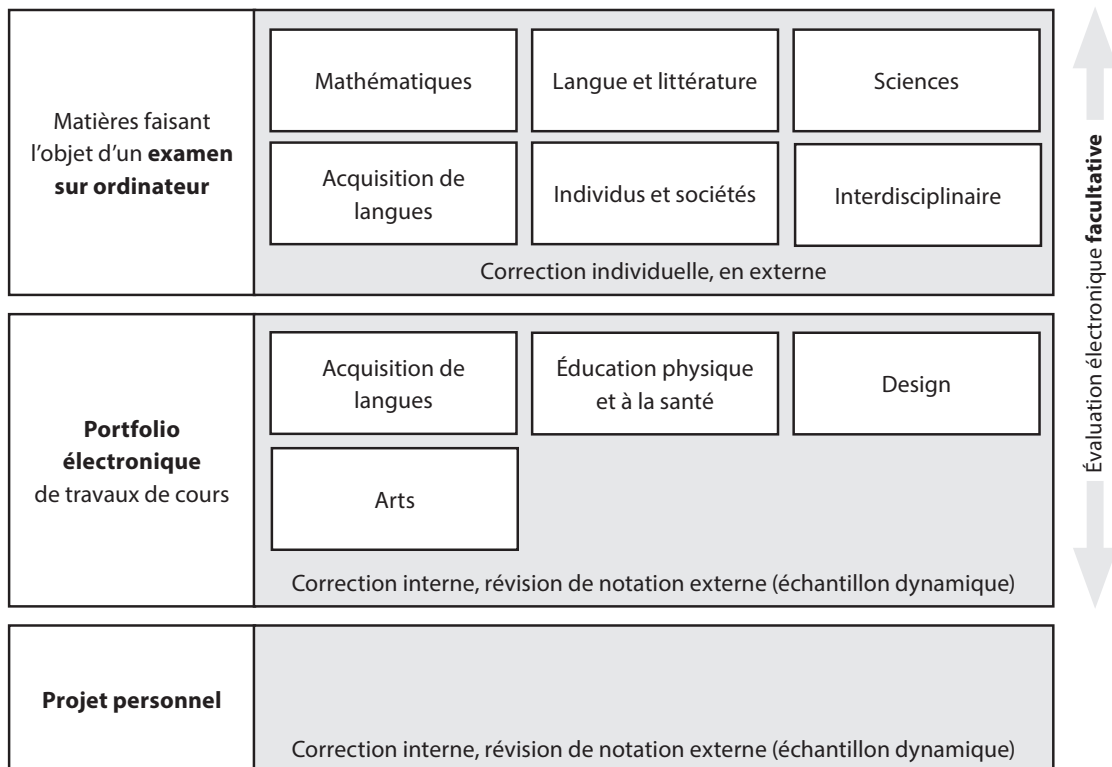 Matières faisant
l'objet d'un examen
sur ordinateur
Mathématiques
Langue et littérature
Sciences
Acquisition de
langues
Individus et sociétés
Interdisciplinaire
Correction individuelle, en externe
Portfolio
électronique
de travaux de cours
Acquisition de
langues
Éducation physique
et à la santé
Design
Arts
Correction interne, révision de notation externe (échantillon dynamique)
Projet personnel
Correction interne, révision de notation externe (échantillon dynamique)
Évaluation électronique facultative